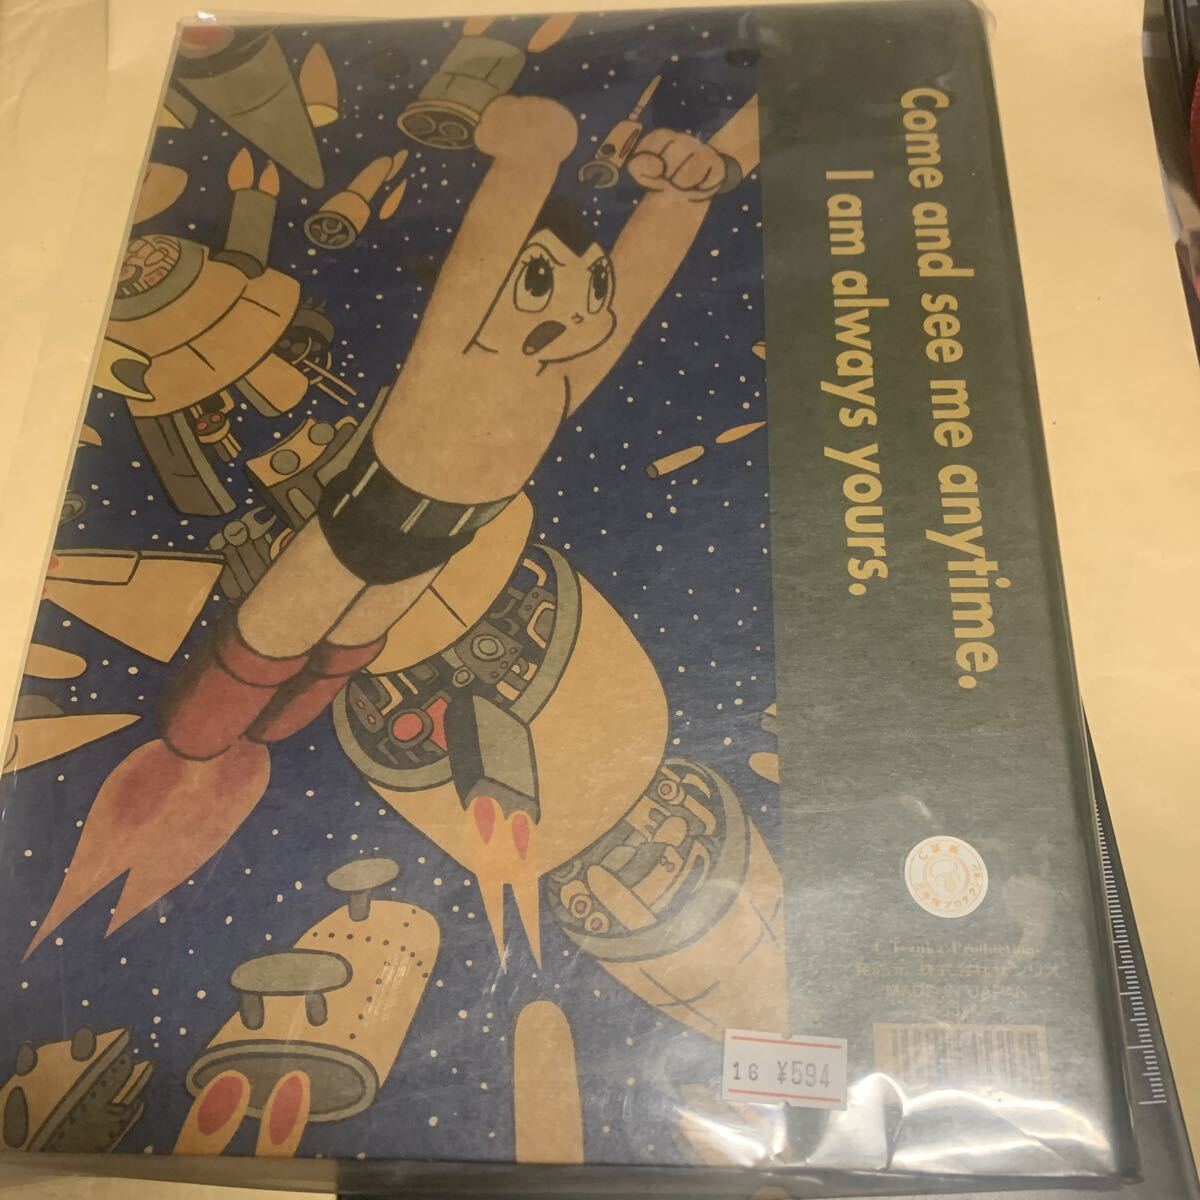 Come and see me anytime.
I am always yours.
© Tezuka Productions
MADE IN JAPAN
16 ¥594